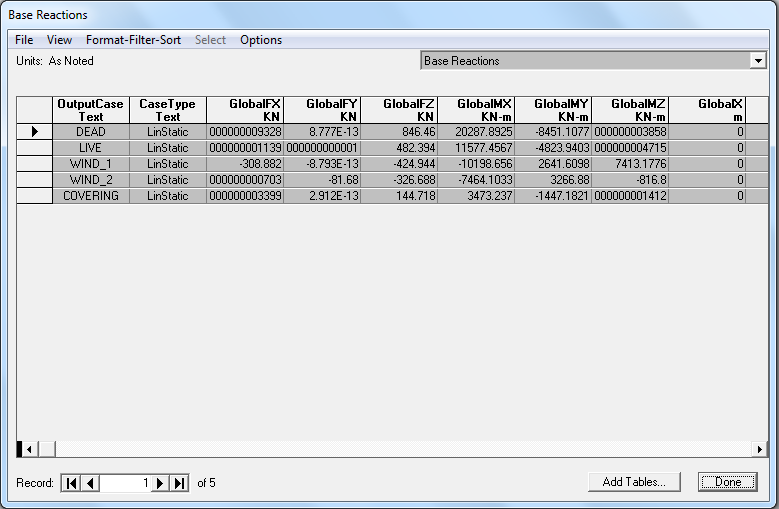 Base Reactions
File View Format-Filter-Sort Select Options
Units: As Noted Base Reactions
OutputCase CaseType GlobalFX GlobalFY GlobalFZ GlobalMX GlobalMY GlobalMZ GlobalX
Text Text KN KN KN KN-m KN-m KN-m m
DEAD LinStatic 000000009328 8.777E-13 846.46 20287.8925 -8451.1077 000000003858 0
LIVE LinStatic 000000001139 000000000001 482.394 11577.4567 -4823.9403 000000004715 0
WIND_1 LinStatic -308.882 -8.793E-13 -424.944 -10198.656 2641.6098 7413.1776 0
WIND_2 LinStatic 000000000703 -81.68 -326.688 -7464.1033 3266.88 -816.8 0
COVERING LinStatic 000000003399 2.912E-13 144.718 3473.237 -1447.1821 000000001412 0
Record: 1 of 5 Add Tables... Done